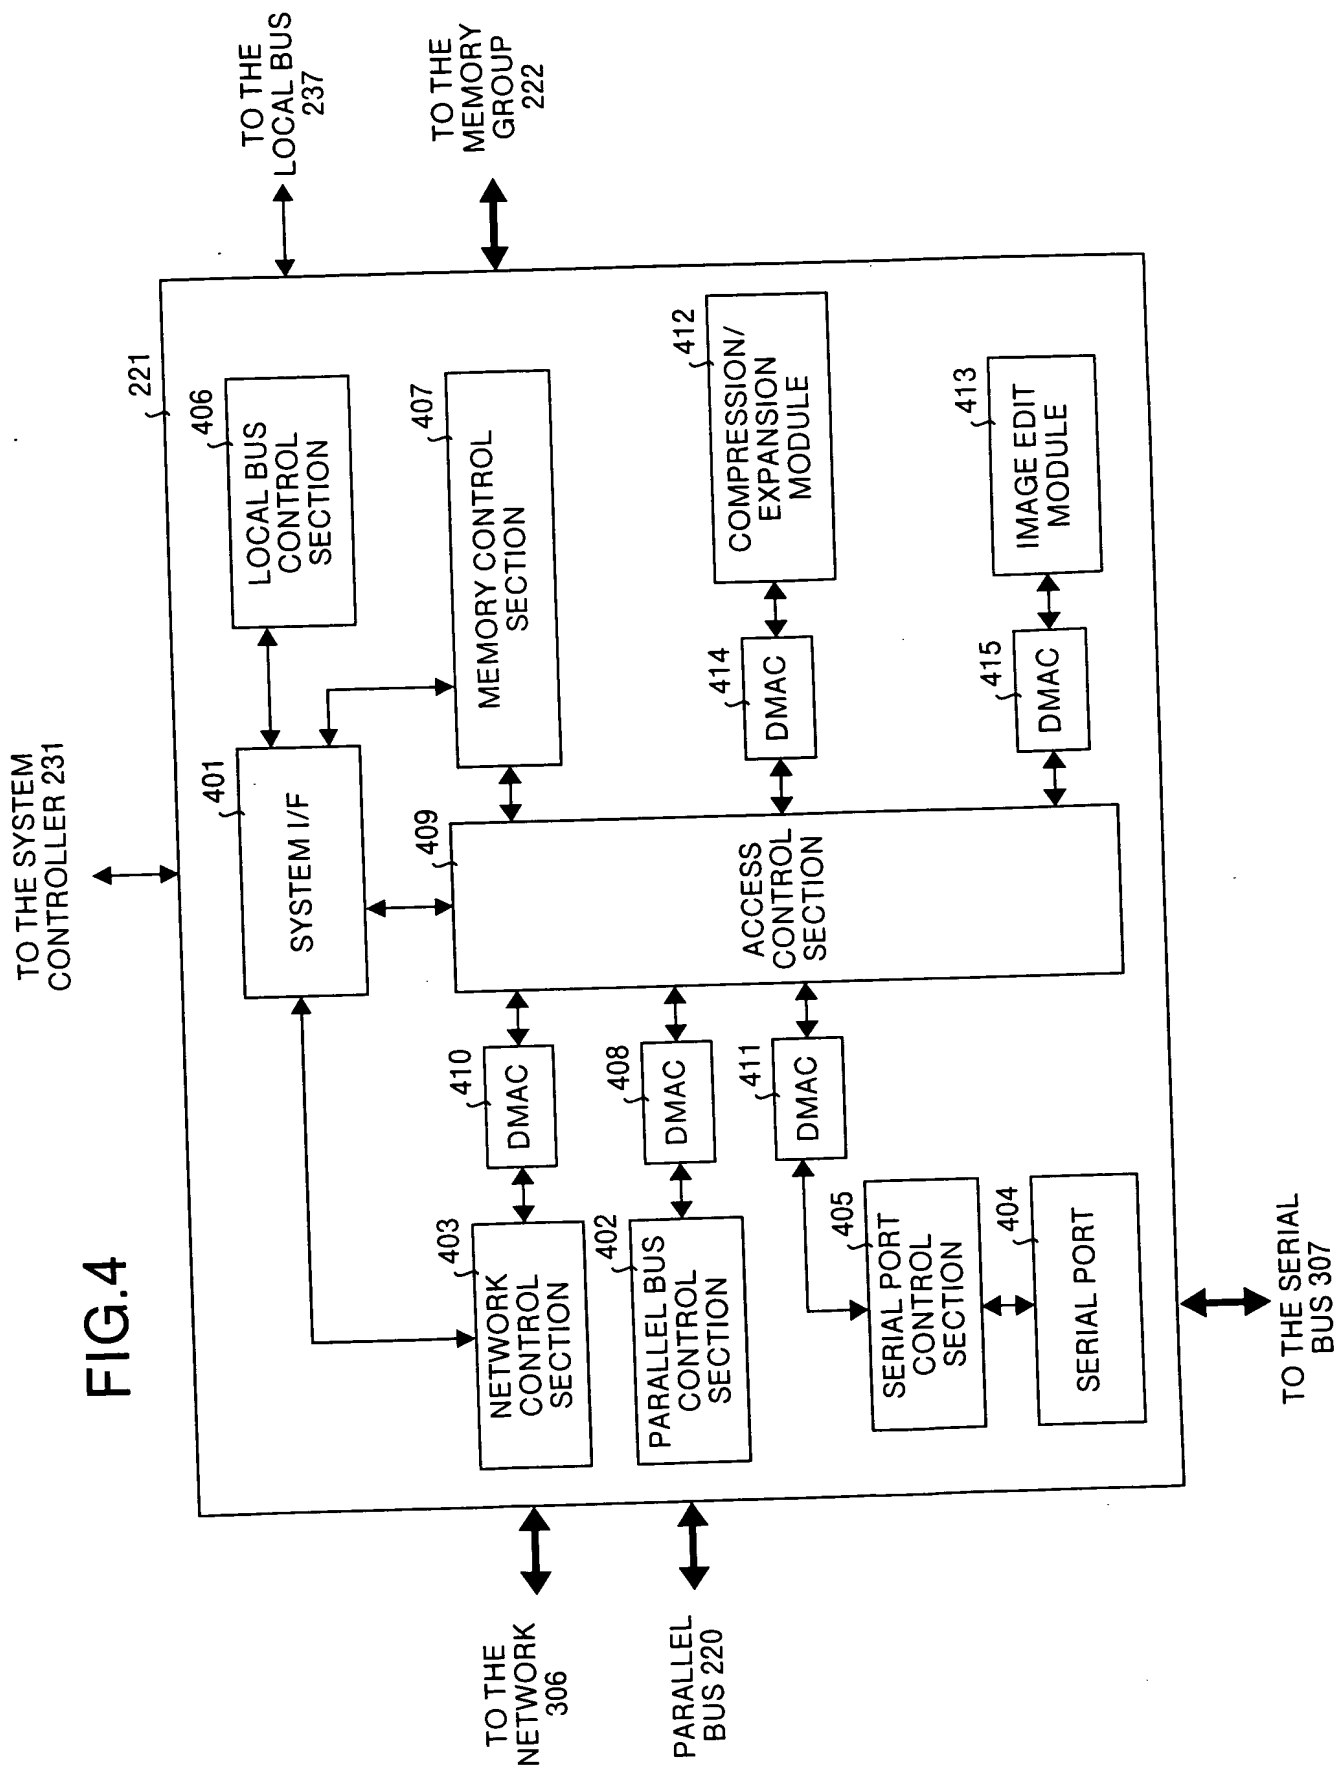 FIG.4
TO THE SYSTEM
CONTROLLER 231
221
401
SYSTEM I/F
406
LOCAL BUS
CONTROL
SECTION
TO THE
LOCAL BUS
237
403
NETWORK
CONTROL
SECTION
410
DMAC
409
ACCESS
CONTROL
SECTION
407
MEMORY CONTROL
SECTION
TO THE
MEMORY
GROUP
222
TO THE
NETWORK
306
402
PARALLEL BUS
CONTROL
SECTION
408
DMAC
PARALLEL
BUS 220
411
DMAC
414
DMAC
412
COMPRESSION/
EXPANSION
MODULE
405
SERIAL PORT
CONTROL
SECTION
404
SERIAL PORT
415
DMAC
413
IMAGE EDIT
MODULE
TO THE SERIAL
BUS 307